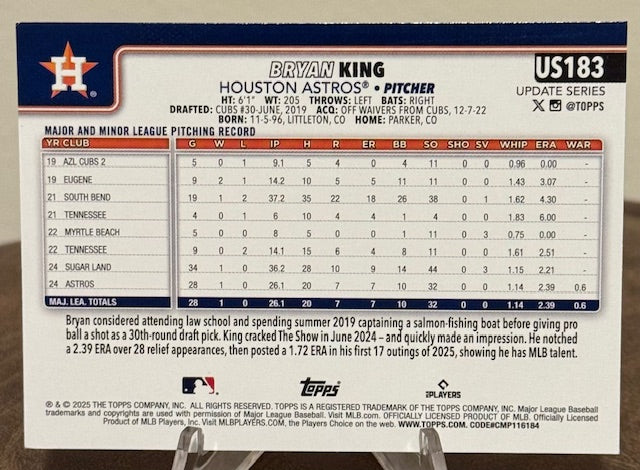 H
BRYAN KING
US183
HOUSTON ASTROS® • PITCHER
UPDATE SERIES
HT: 6'1" WT: 205 THROWS: LEFT BATS: RIGHT
@TOPPS
DRAFTED: CUBS #30-JUNE, 2019 ACQ: OFF WAIVERS FROM CUBS, 12-7-22
BORN: 11-5-96, LITTLETON, CO HOME: PARKER, CO
MAJOR AND MINOR LEAGUE PITCHING RECORD
YR CLUB G W L IP H R ER BB SO SHO SV WHIP ERA WAR
19 AZL CUBS 2 5 0 1 9.1 5 4 0 4 11 0 0 0.96 0.00 -
19 EUGENE 9 2 1 14.2 10 5 5 11 11 0 0 1.43 3.07 -
21 SOUTH BEND 19 1 2 37.2 35 22 18 26 38 0 1 1.62 4.30 -
21 TENNESSEE 4 0 1 6 10 4 4 1 4 0 0 1.83 6.00 -
22 MYRTLE BEACH 5 0 0 8 5 0 0 1 11 0 3 0.75 0.00 -
22 TENNESSEE 9 0 2 14.1 15 6 4 8 11 0 0 1.61 2.51 -
24 SUGAR LAND 34 1 0 36.2 28 10 9 14 44 0 3 1.15 2.21 -
24 ASTROS 28 1 0 26.1 20 7 7 10 32 0 0 1.14 2.39 0.6
MAJ. LEA. TOTALS 28 1 0 26.1 20 7 7 10 32 0 0 1.14 2.39 0.6
Bryan considered attending law school and spending summer 2019 captaining a salmon-fishing boat before giving pro
ball a shot as a 30th-round draft pick. King cracked The Show in June 2024 – and quickly made an impression. He notched
a 2.39 ERA over 28 relief appearances, then posted a 1.72 ERA in his first 17 outings of 2025, showing he has MLB talent.
Topps
PLAYERS
® & © 2025 THE TOPPS COMPANY, INC. ALL RIGHTS RESERVED. TOPPS IS A REGISTERED TRADEMARK OF THE TOPPS COMPANY, INC. Major League Baseball
trademarks and copyrights are used with permission of Major League Baseball. Visit MLB.com. OFFICIALLY LICENSED PRODUCT OF MLB. Officially Licensed
Product of MLB Players, Inc. Visit MLBPLAYERS.com, the Players Choice on the web. WWW.TOPPS.COM. CODE#CMP116184